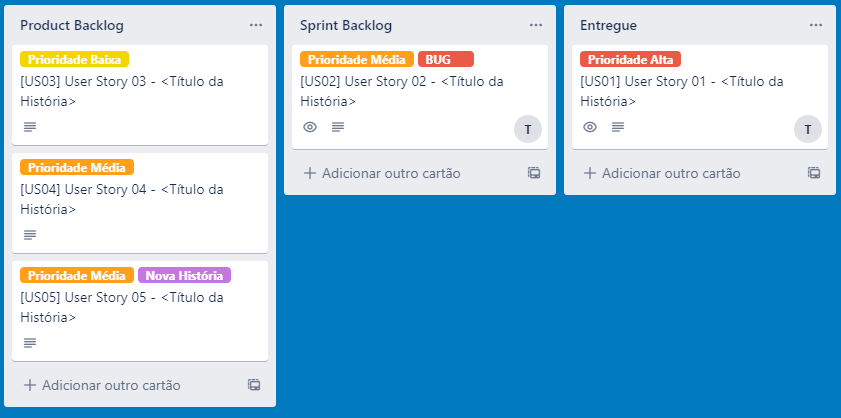 Product Backlog
Prioridade Baixa
[US03] User Story 03 - <Título da
História>
Prioridade Média
[US04] User Story 04 - <Título da
História>
Prioridade Média Nova História
[US05] User Story 05 - <Título da
História>
Adicionar outro cartão
Sprint Backlog
Prioridade Média BUG
[US02] User Story 02 - <Título da
História>
T
Adicionar outro cartão
Entregue
Prioridade Alta
[US01] User Story 01 - <Título da
História>
T
Adicionar outro cartão